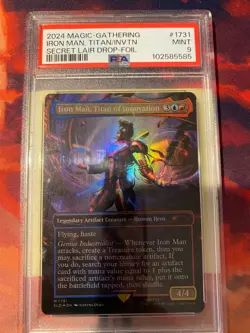 2024 MAGIC-GATHERING #1731
IRON MAN, TITAN/INVTN MINT
SECRET LAIR DROP-FOIL 9
PSA 102585585
Iron Man, Titan of Innovation 3
Legendary Artifact Creature — Human Hero
Flying, haste
Genius Industrialist — Whenever Iron Man
attacks, create a Treasure token, then you
may sacrifice a noncreature artifact. If
you do, search your library for an artifact
card with mana value equal to 1 plus the
sacrificed artifact's mana value, put it onto
the battlefield tapped, then shuffle.
4/4
M 1731